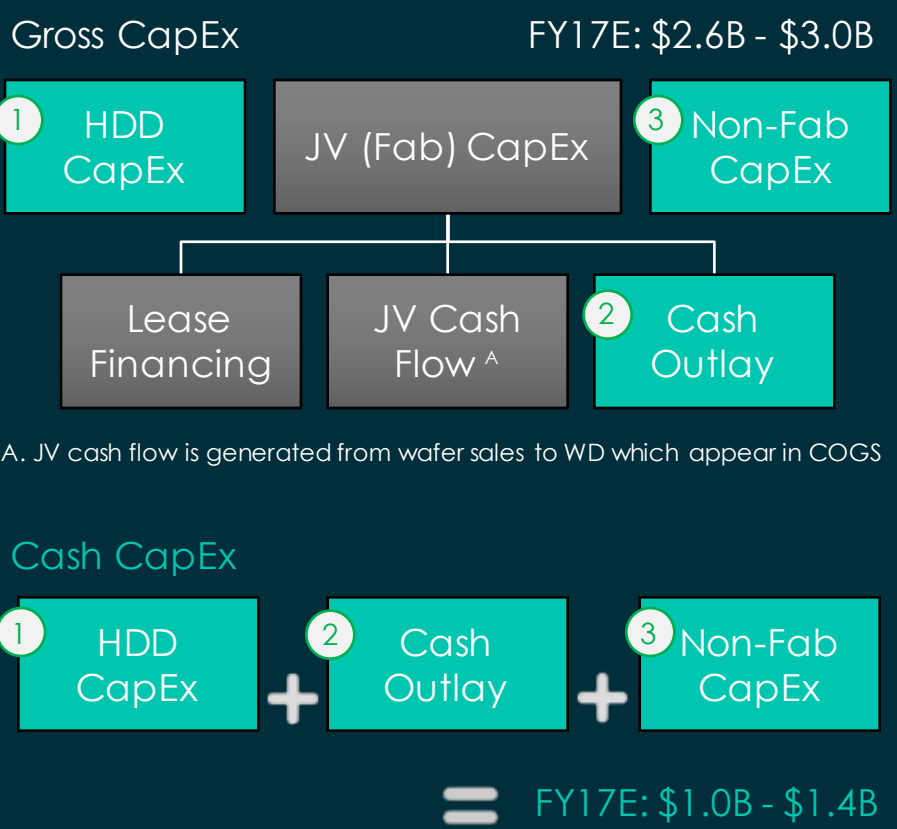 Gross CapEx
FY17E: $2.6B - $3.0B
1
HDD
CapEx
JV (Fab) CapEx
3
Non-Fab
CapEx
Lease
Financing
JV Cash
Flow A
2
Cash
Outlay
A. JV cash flow is generated from wafer sales to WD which appear in COGS
Cash CapEx
1
HDD
CapEx
+
2
Cash
Outlay
+
3
Non-Fab
CapEx
= FY17E: $1.0B - $1.4B